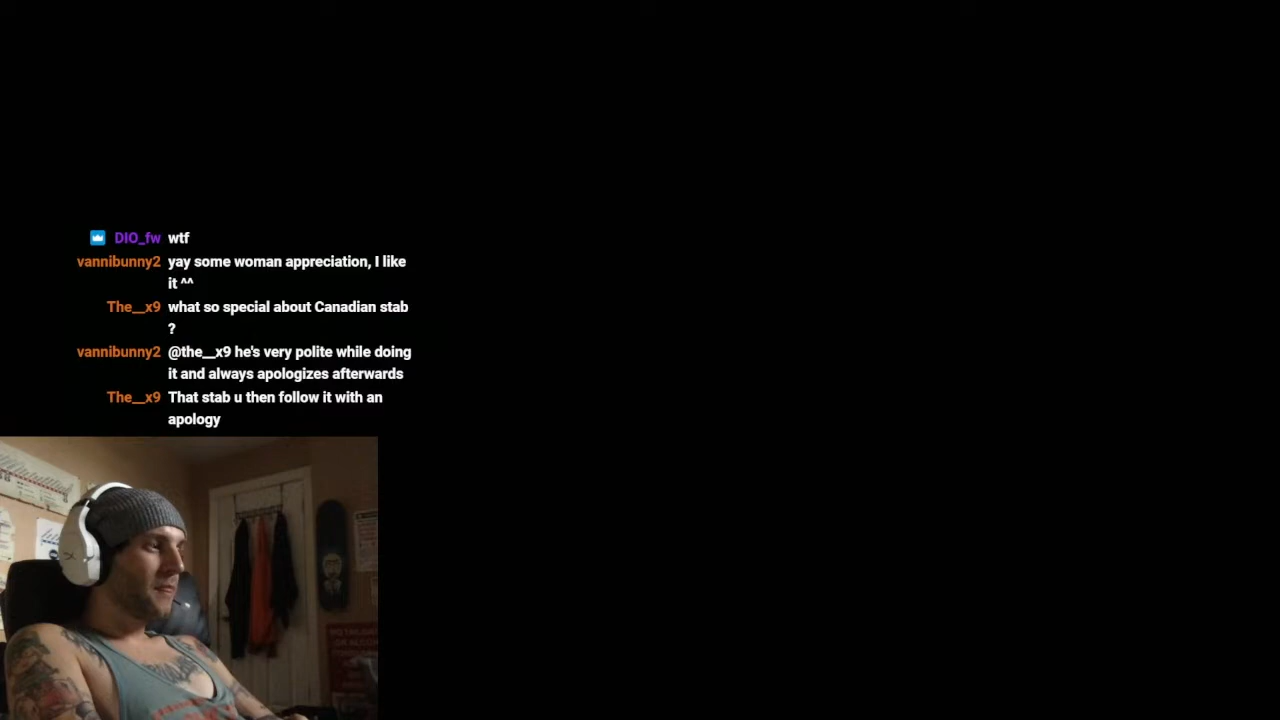 DIO_fw wtf
vannibunny2 yay some woman appreciation, I like
it ^^
The__x9 what so special about Canadian stab
?
vannibunny2 @the__x9 he's very polite while doing
it and always apologizes afterwards
The__x9 That stab u then follow it with an
apology